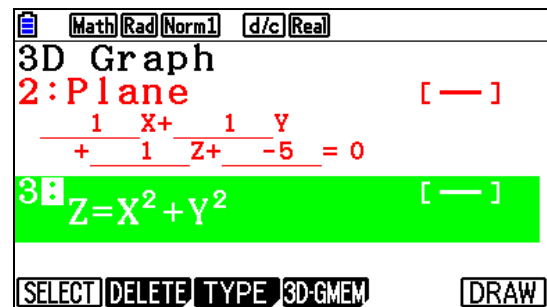 Math Rad Norm1 d/c Real
3D Graph
2:Plane [—]
1 X+ 1 Y
+ 1 Z+ -5 = 0
3: Z=X²+Y² [—]
SELECT DELETE TYPE 3D-GMEM DRAW